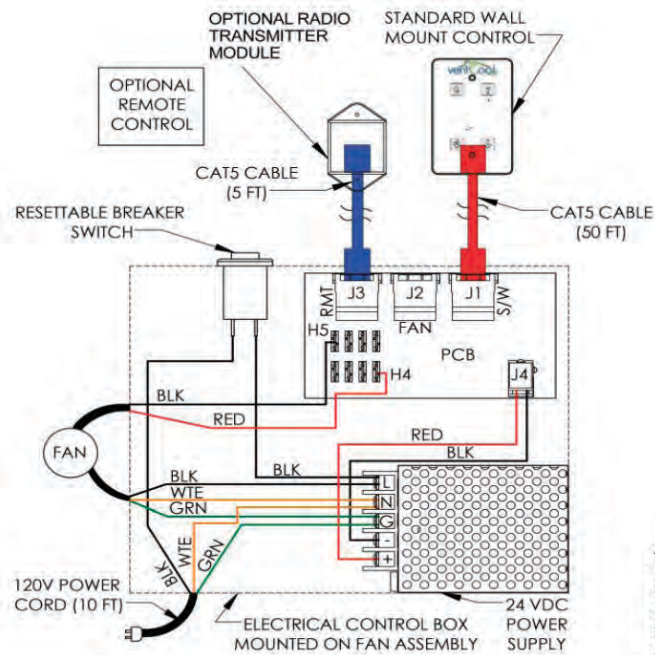 OPTIONAL RADIO
TRANSMITTER
MODULE
STANDARD WALL
MOUNT CONTROL
OPTIONAL
REMOTE
CONTROL
CAT5 CABLE
(5 FT)
RESETTABLE BREAKER
SWITCH
CAT5 CABLE
(50 FT)
RMT
J3
J2
J1
S/W
FAN
H5
PCB
H4
J4
BLK
RED
FAN
RED
BLK
BLK
BLK
WTE
GRN
L
N
G
-
+
BLK
WTE
GRN
120V POWER
CORD (10 FT)
ELECTRICAL CONTROL BOX
MOUNTED ON FAN ASSEMBLY
24 VDC
POWER
SUPPLY